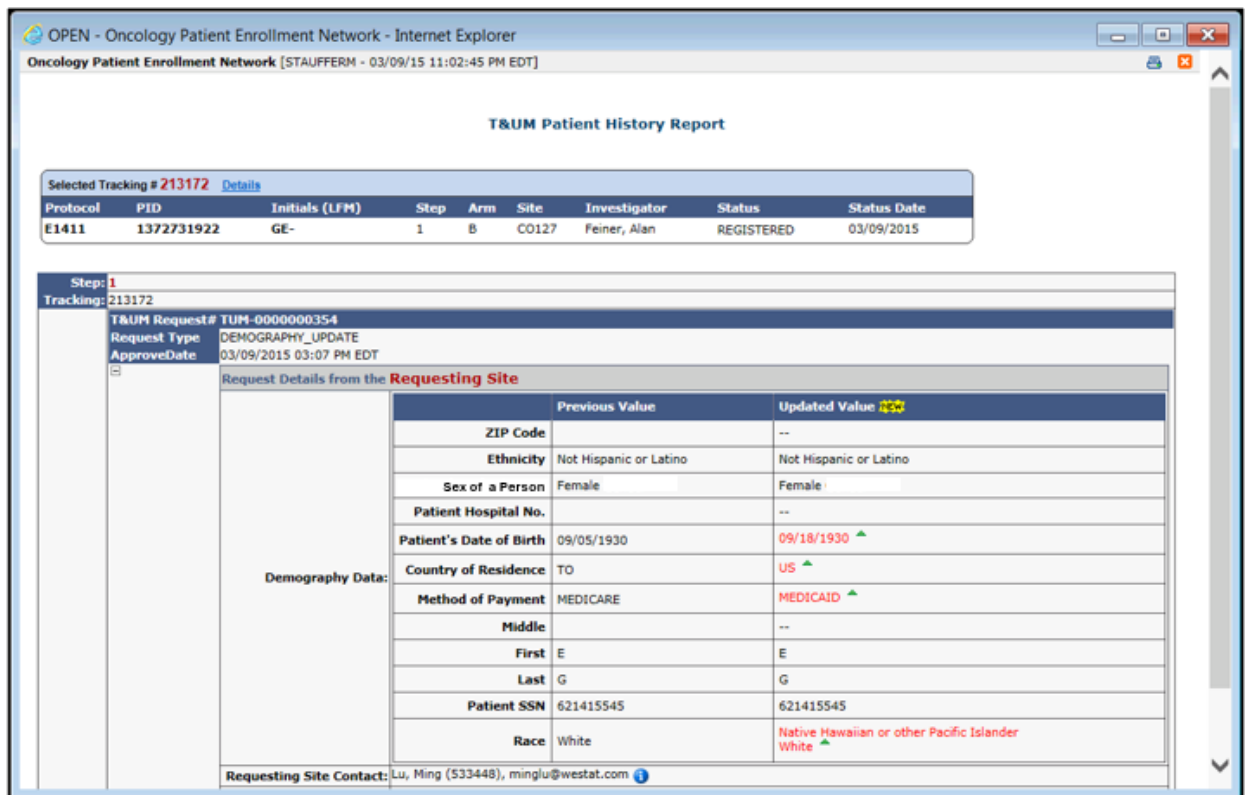 OPEN - Oncology Patient Enrollment Network - Internet Explorer
Oncology Patient Enrollment Network [STAUFFERM - 03/09/15 11:02:45 PM EDT]
T&UM Patient History Report
Selected Tracking # 213172 Details
Protocol PID Initials (LFM) Step Arm Site Investigator Status Status Date
E1411 1372731922 GE- 1 B CO127 Feiner, Alan REGISTERED 03/09/2015
Step: 1
Tracking: 213172
T&UM Request# TUM-0000000354
Request Type DEMOGRAPHY_UPDATE
ApproveDate 03/09/2015 03:07 PM EDT
Request Details from the Requesting Site
Previous Value Updated Value new
ZIP Code --
Ethnicity Not Hispanic or Latino Not Hispanic or Latino
Sex of a Person Female Female
Patient Hospital No. --
Patient's Date of Birth 09/05/1930 09/18/1930
Demography Data: Country of Residence TO US
Method of Payment MEDICARE MEDICAID
Middle --
First E E
Last G G
Patient SSN 621415545 621415545
Race White Native Hawaiian or other Pacific Islander
White
Requesting Site Contact: Lu, Ming (533448), minglu@westat.com